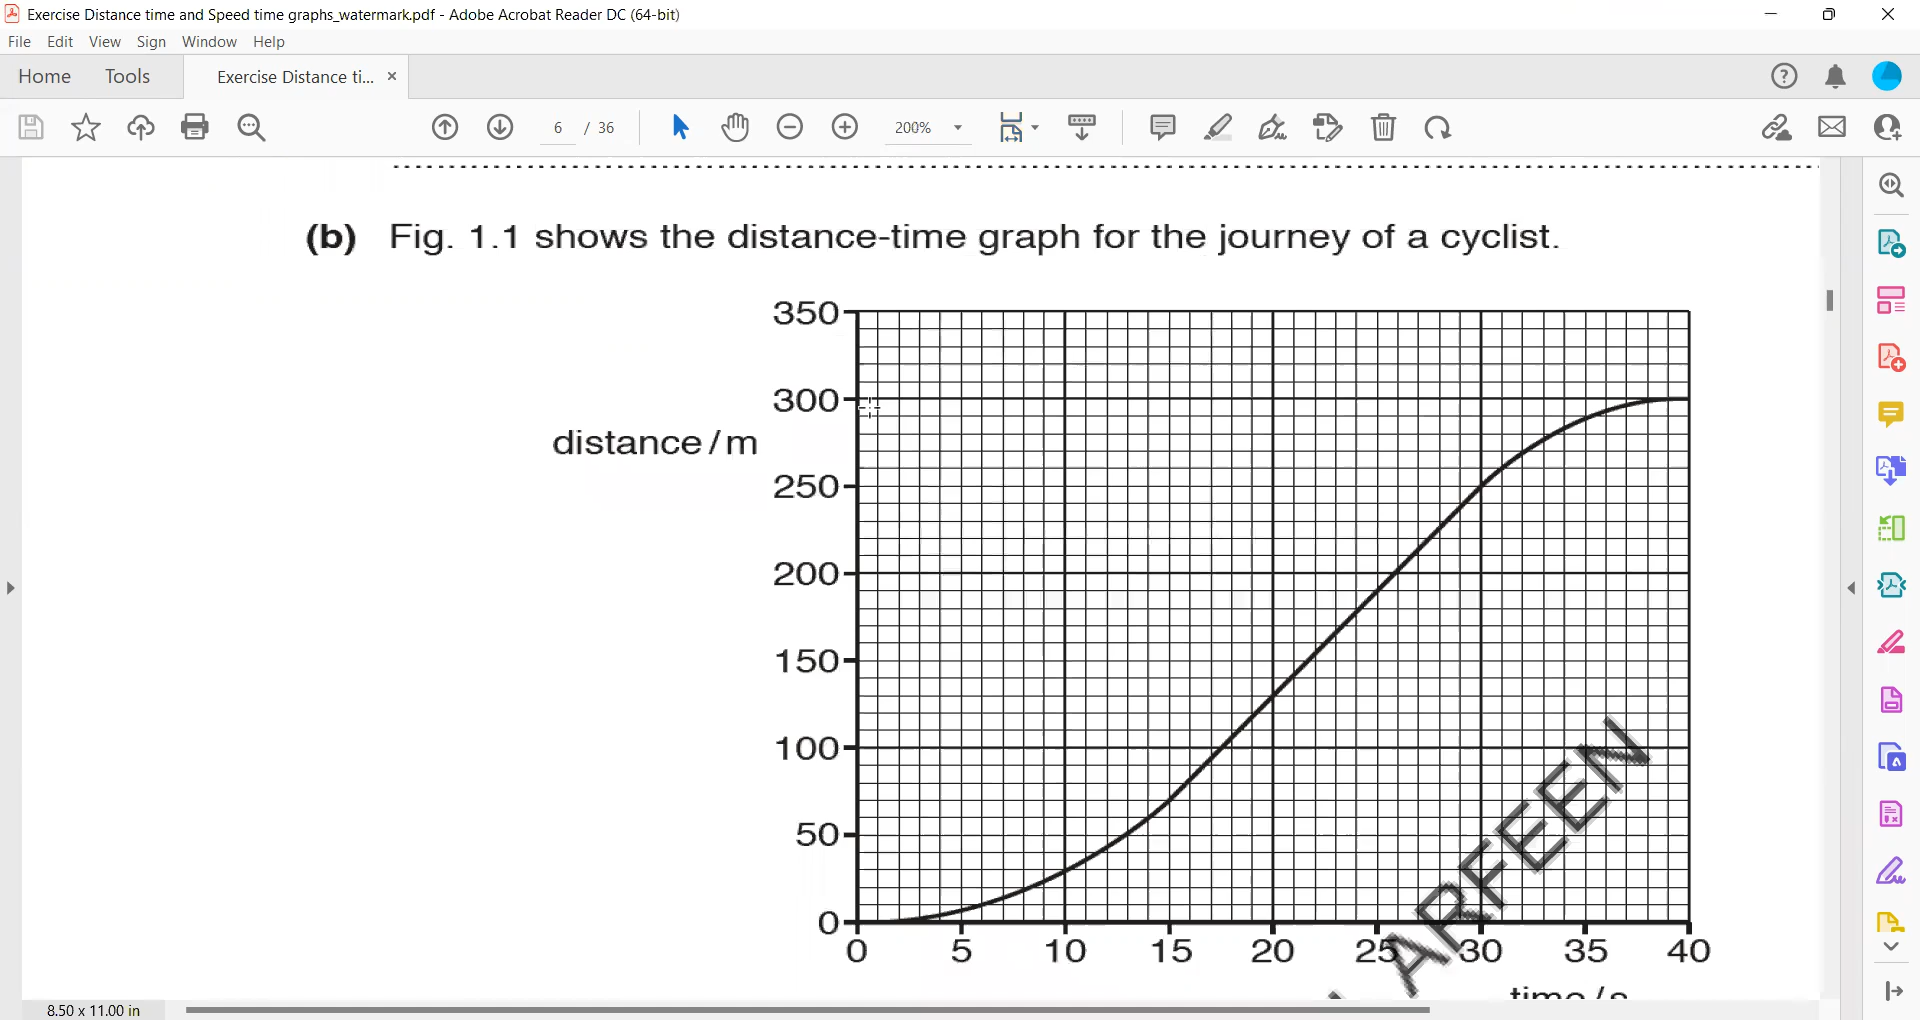 Exercise Distance time and Speed time graphs_watermark.pdf - Adobe Acrobat Reader DC (64-bit)
File Edit View Sign Window Help
Home Tools Exercise Distance ti... ×
6 / 36 200%
(b) Fig. 1.1 shows the distance-time graph for the journey of a cyclist.
350
300
distance/m
250
200
150
100
50
0
0 5 10 15 20 25 30 35 40
ARFEEN
time/s
8.50 x 11.00 in